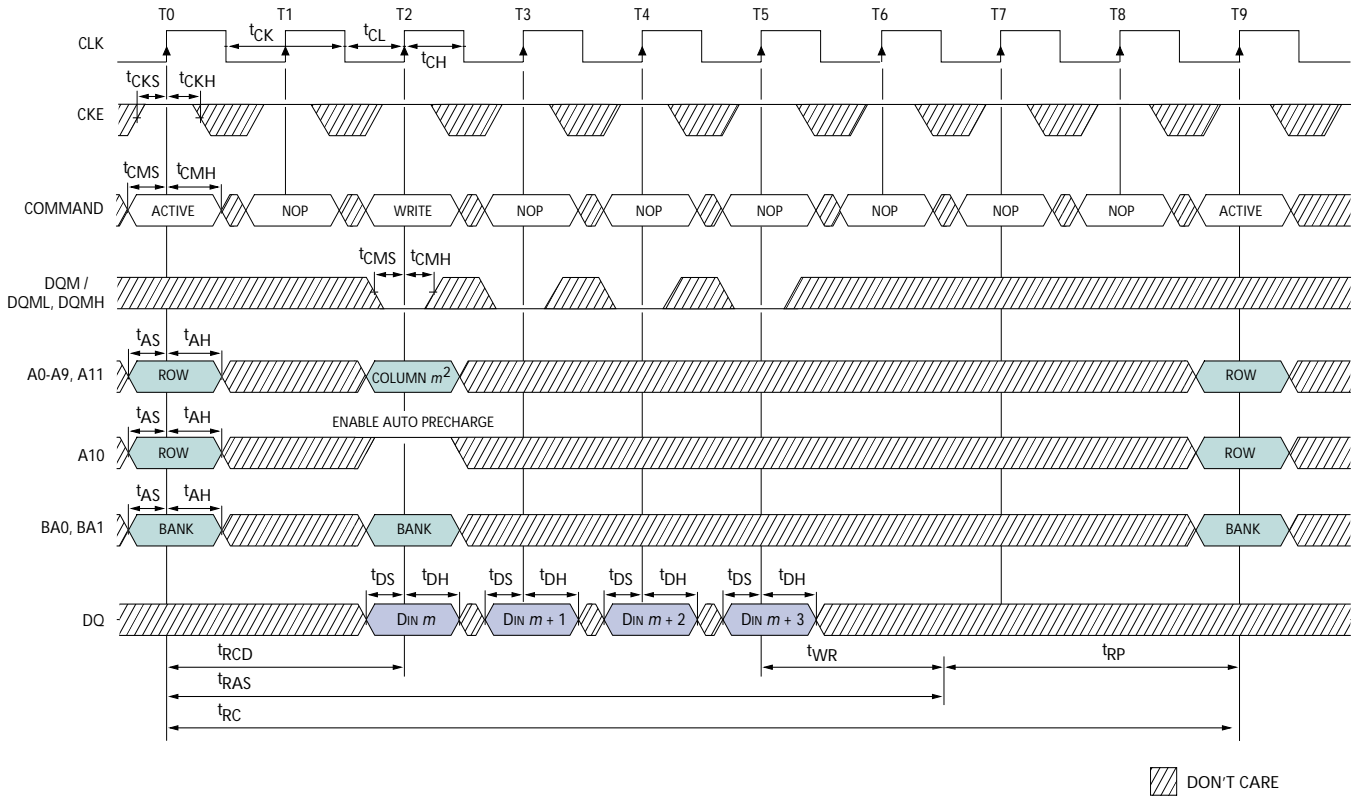 T0 T1 T2 T3 T4 T5 T6 T7 T8 T9
CLK tCK tCL tCH
tCKS tCKH
CKE
tCMS tCMH
COMMAND ACTIVE NOP WRITE NOP NOP NOP NOP NOP NOP ACTIVE
tCMS tCMH
DQM /
DQML, DQMH
tAS tAH
A0-A9, A11 ROW COLUMN m2 ROW
tAS tAH ENABLE AUTO PRECHARGE
A10 ROW ROW
tAS tAH
BA0, BA1 BANK BANK BANK
tDS tDH tDS tDH tDS tDH tDS tDH
DQ DIN m DIN m + 1 DIN m + 2 DIN m + 3
tRCD tWR tRP
tRAS
tRC
DON'T CARE